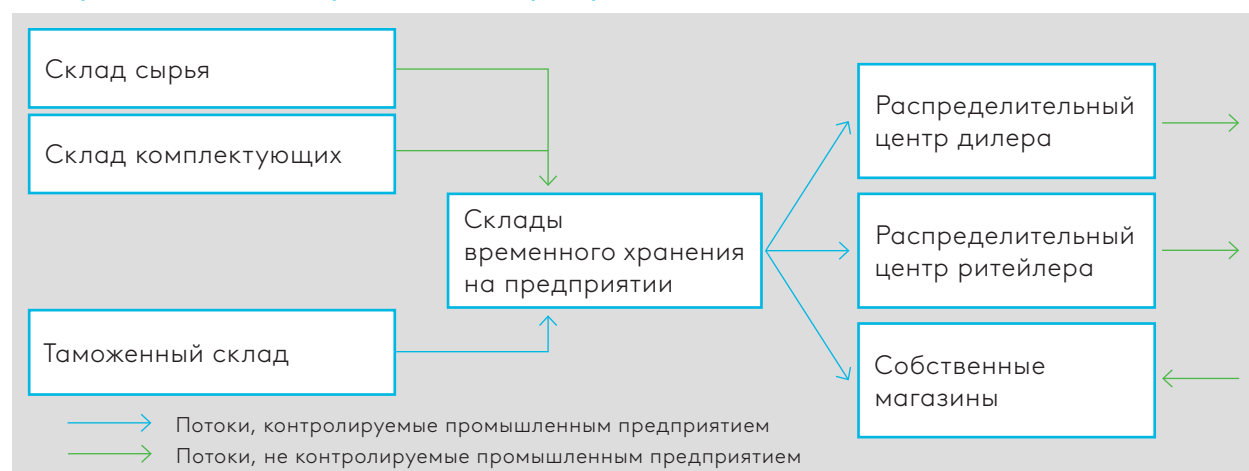 Склад сырья
Склад комплектующих
Таможенный склад
Склады
временного хранения
на предприятии
Распределительный
центр дилера
Распределительный
центр ритейлера
Собственные
магазины
Потоки, контролируемые промышленным предприятием
Потоки, не контролируемые промышленным предприятием